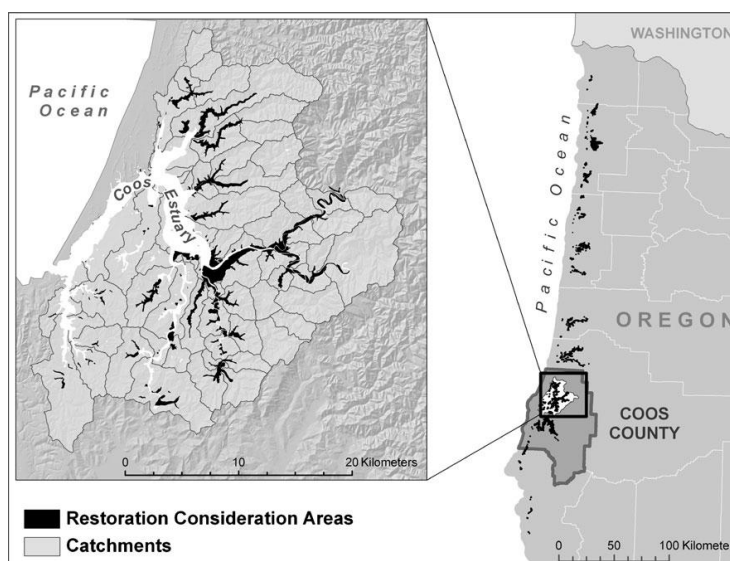 Pacific
Ocean
Coos
Estuary
0 10 20 Kilometers
Restoration Consideration Areas
Catchments
WASHINGTON
Pacific Ocean
OREGON
COOS
COUNTY
0 50 100 Kilomete